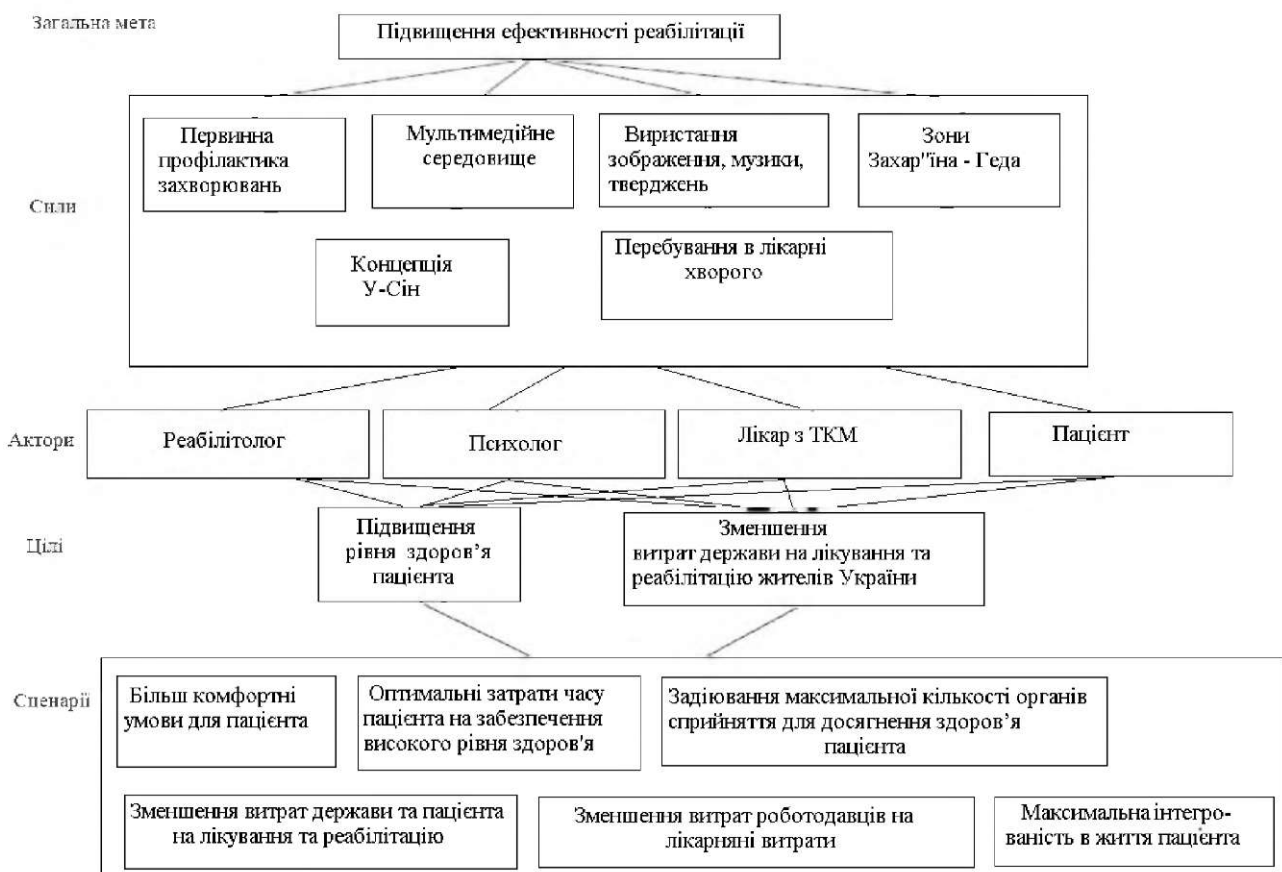 Загальна мета
Підвищення ефективності реабілітації
Первинна
профілактика
захворювань
Мультимедійне
середовище
Виристання
зображення, музики,
тверджень
Зони
Захар"їна - Геда
Сили
Концепція
У-Сін
Перебування в лікарні
хворого
Актори
Реабілітолог
Психолог
Лікар з ТКМ
Пацієнт
Цілі
Підвищення
рівня здоров’я
пацієнта
Зменшення
витрат держави на лікування та
реабілітацію жителів України
Сценарії
Більш комфортні
умови для пацієнта
Оптимальні затрати часу
пацієнта на забезпечення
високого рівня здоров'я
Задіювання максимальної кількості органів
сприйняття для досягнення здоров’я
пацієнта
Зменшення витрат держави та пацієнта
на лікування та реабілітацію
Зменшення витрат роботодавців на
лікарняні витрати
Максимальна інтегро-
ваність в життя пацієнта